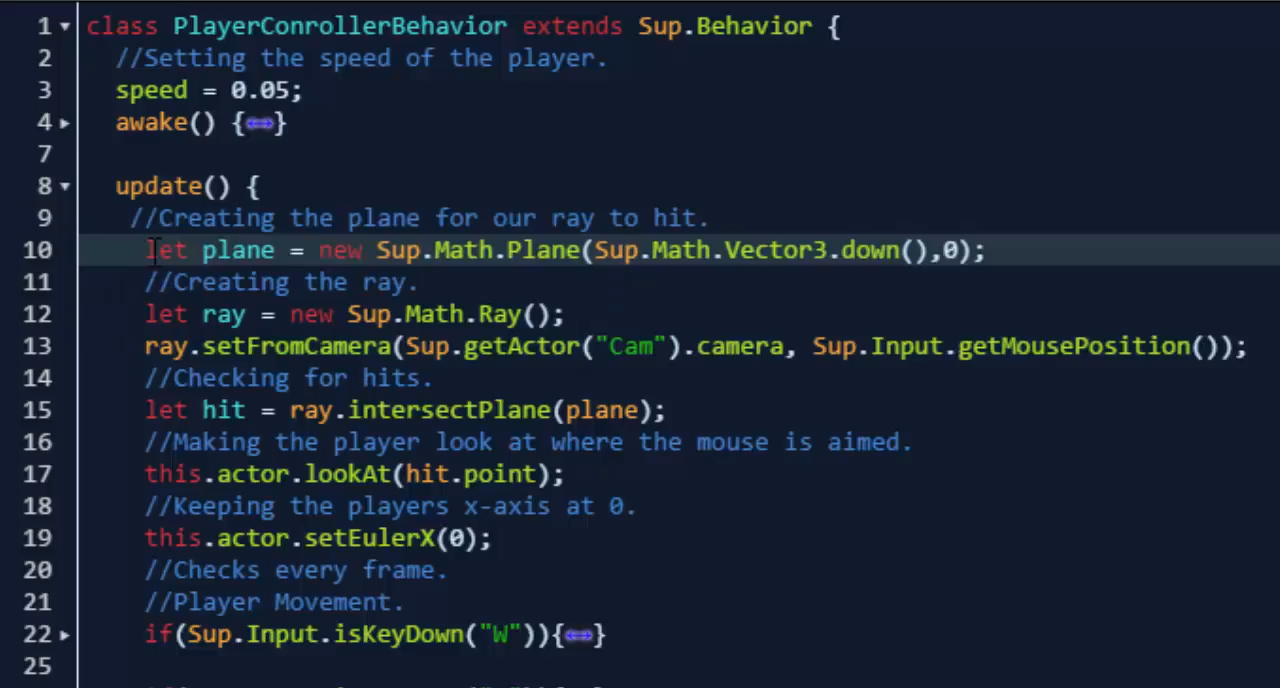 1 class PlayerConrollerBehavior extends Sup.Behavior {
2 //Setting the speed of the player.
3 speed = 0.05;
4 awake() {}
7
8 update() {
9 //Creating the plane for our ray to hit.
10 let plane = new Sup.Math.Plane(Sup.Math.Vector3.down(),0);
11 //Creating the ray.
12 let ray = new Sup.Math.Ray();
13 ray.setFromCamera(Sup.getActor("Cam").camera, Sup.Input.getMousePosition());
14 //Checking for hits.
15 let hit = ray.intersectPlane(plane);
16 //Making the player look at where the mouse is aimed.
17 this.actor.lookAt(hit.point);
18 //Keeping the players x-axis at 0.
19 this.actor.setEulerX(0);
20 //Checks every frame.
21 //Player Movement.
22 if(Sup.Input.isKeyDown("W")){}
25